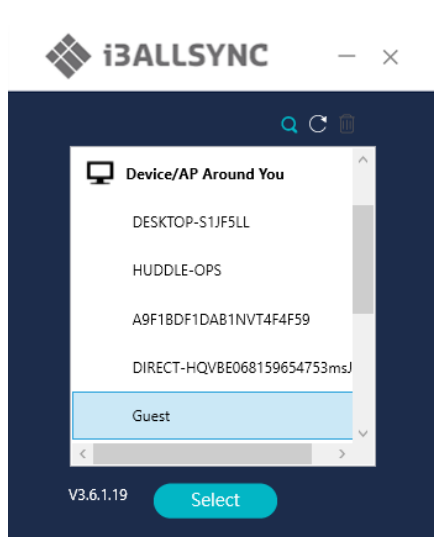 i3ALLSYNC
Device/AP Around You
DESKTOP-S1JF5LL
HUDDLE-OPS
A9F1BDF1DAB1NVT4F4F59
DIRECT-HQVBE068159654753msJ
Guest
V3.6.1.19
Select